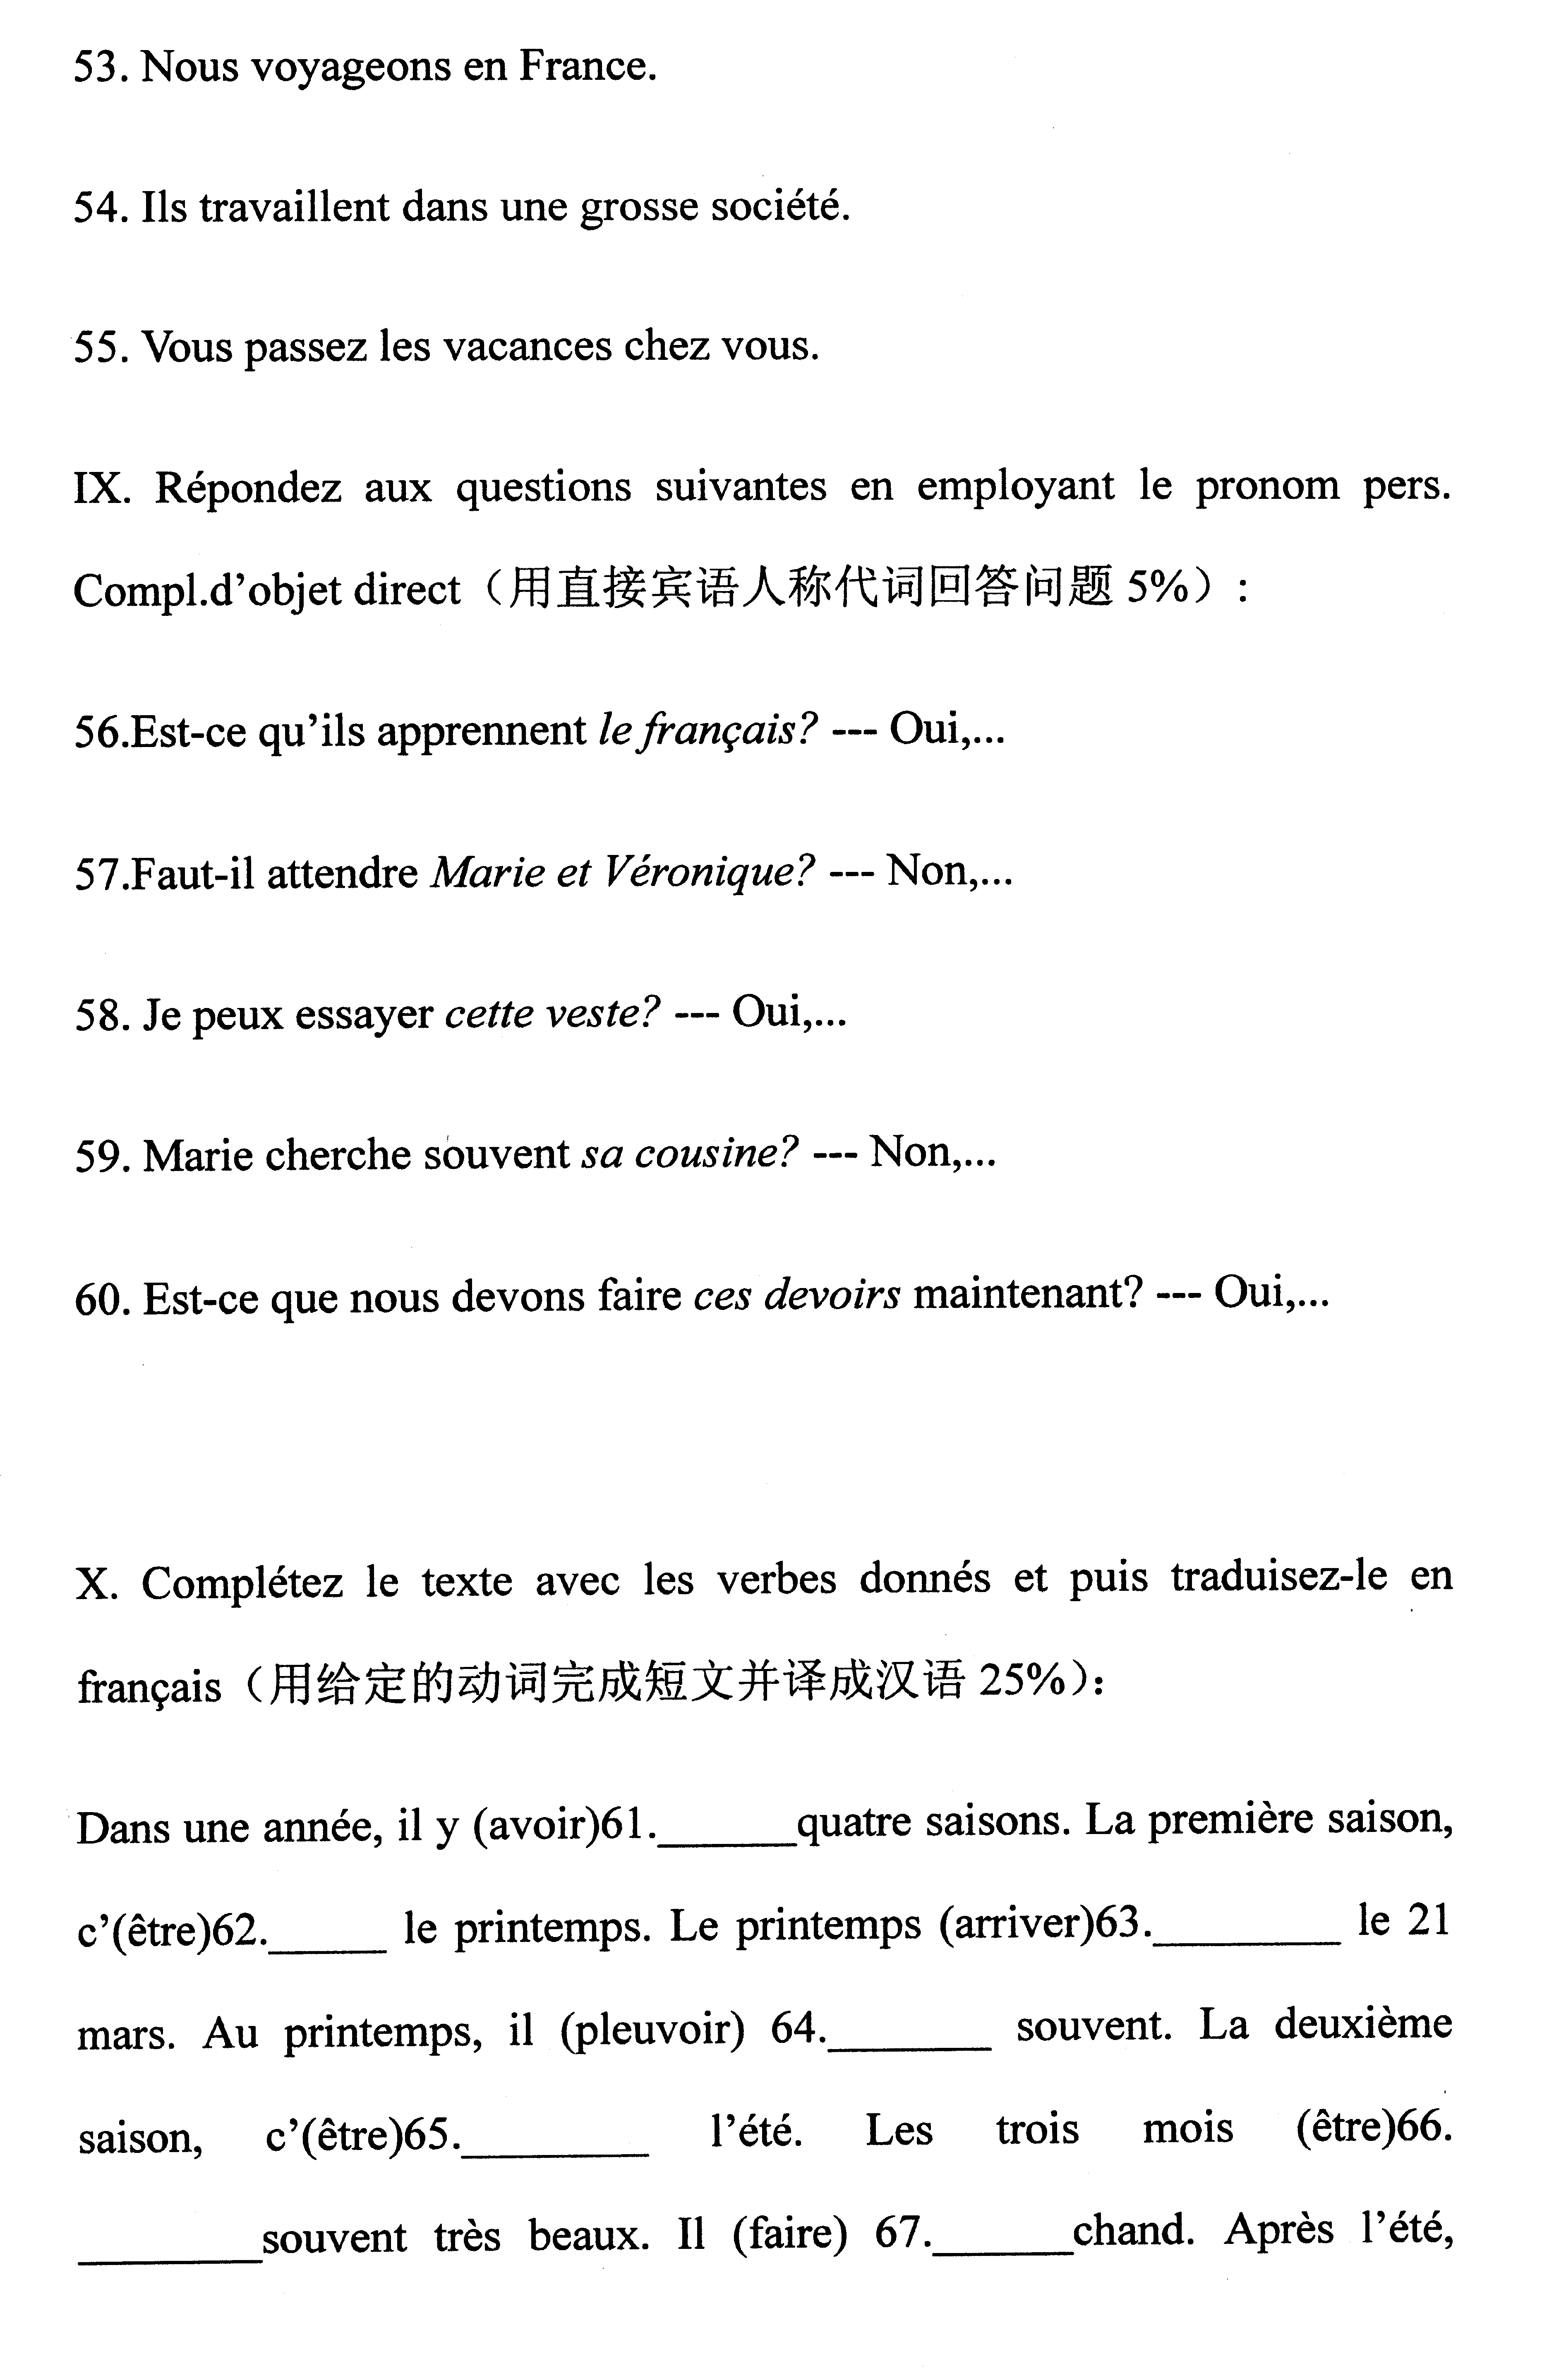 53. Nous voyageons en France.
54. Ils travaillent dans une grosse société.
55. Vous passez les vacances chez vous.
IX. Répondez aux questions suivantes en employant le pronom pers.
Compl.d’objet direct（用直接宾语人称代词回答问题 5%）:
56.Est-ce qu’ils apprennent le français? --- Oui,...
57.Faut-il attendre Marie et Véronique? --- Non,...
58. Je peux essayer cette veste? --- Oui,...
59. Marie cherche souvent sa cousine? --- Non,...
60. Est-ce que nous devons faire ces devoirs maintenant? --- Oui,...
X. Complétez le texte avec les verbes donnés et puis traduisez-le en
français（用给定的动词完成短文并译成汉语 25%）:
Dans une année, il y (avoir)61.______quatre saisons. La première saison,
c’(être)62._____ le printemps. Le printemps (arriver)63.________ le 21
mars. Au printemps, il (pleuvoir) 64._______ souvent. La deuxième
saison, c’(être)65.________ l’été. Les trois mois (être)66.
________souvent très beaux. Il (faire) 67.______chand. Après l’été,